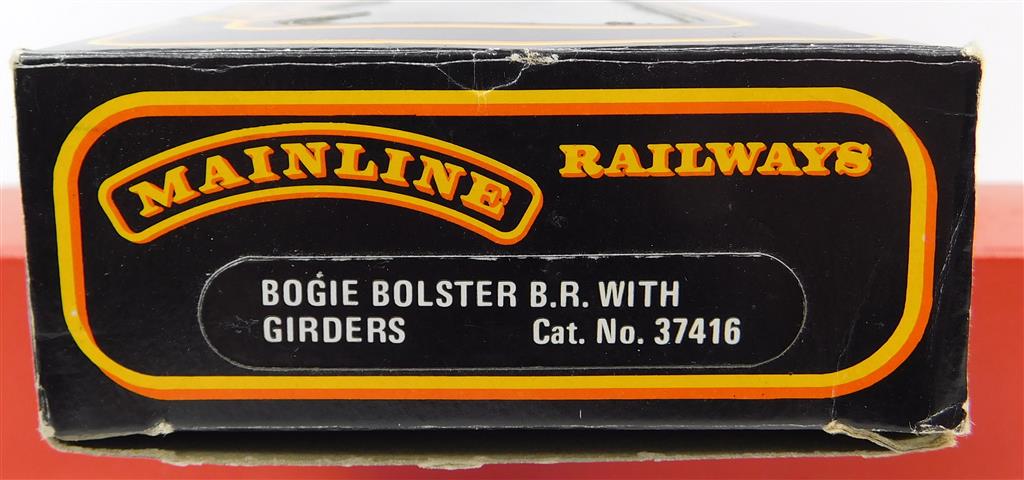 MAINLINE RAILWAYS
BOGIE BOLSTER B.R. WITH
GIRDERS Cat. No. 37416